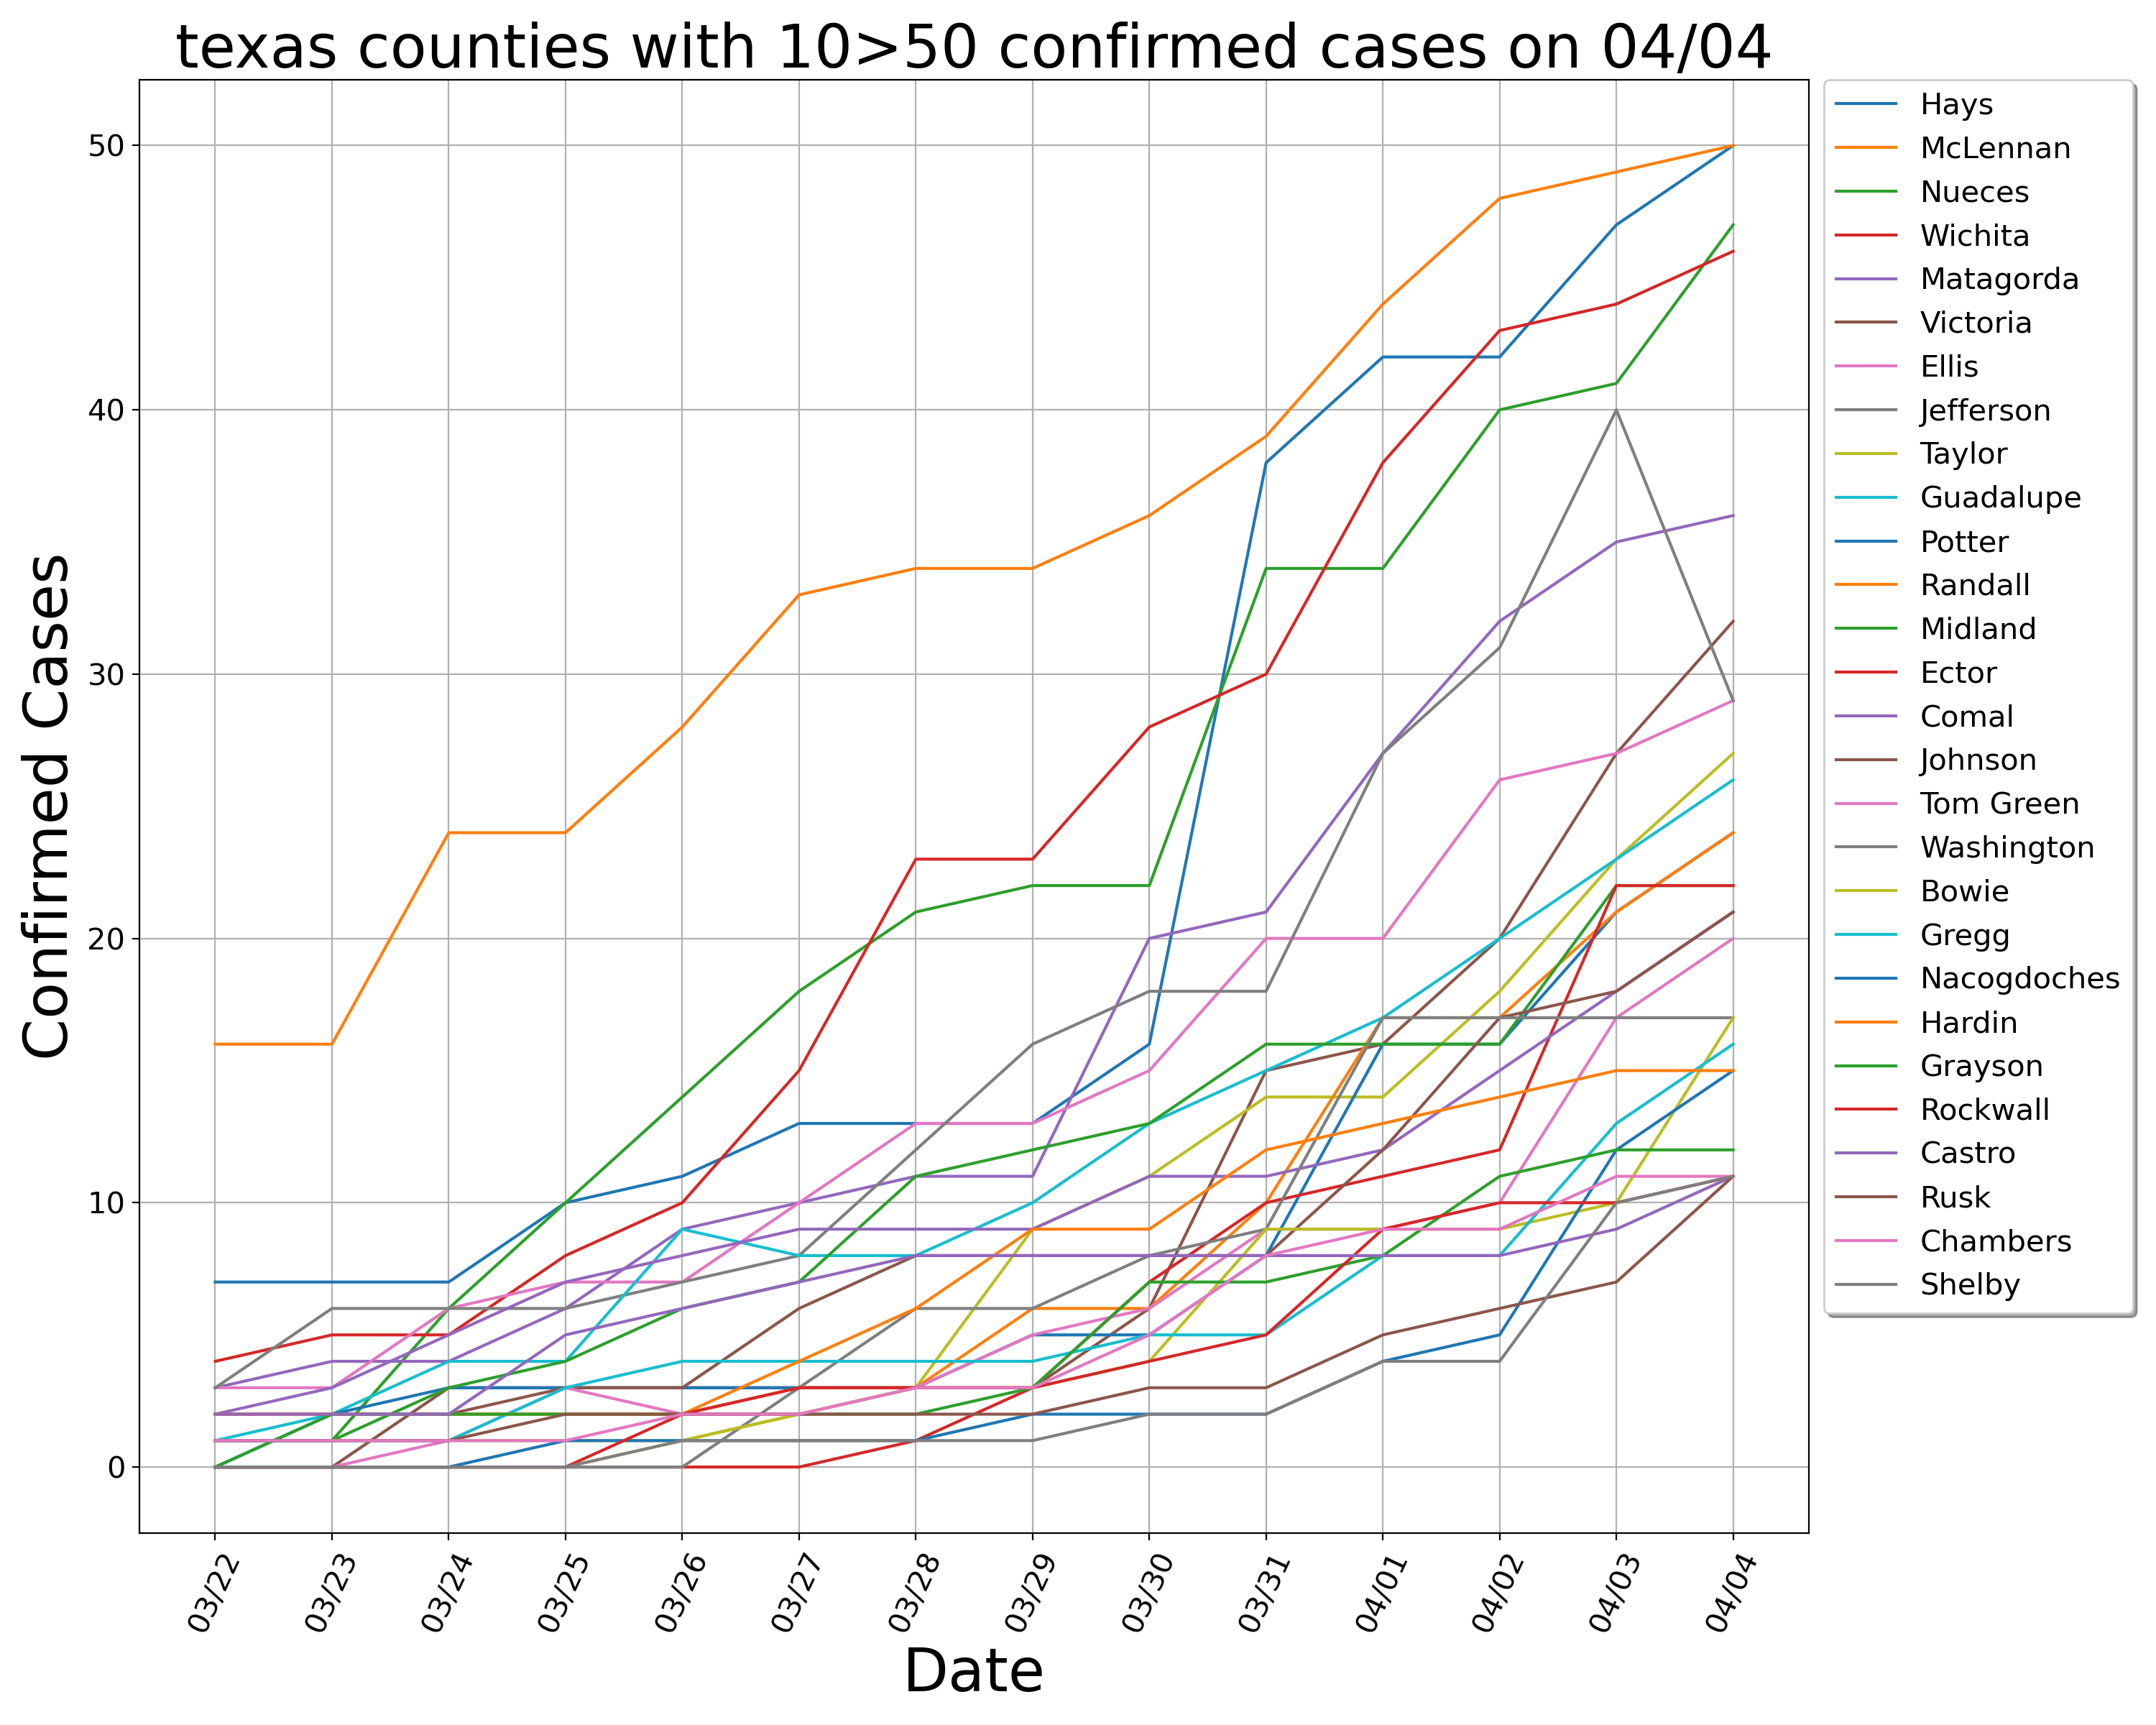 texas counties with 10>50 confirmed cases on 04/04
Confirmed Cases
50
40
30
20
10
0
03/22
03/23
03/24
03/25
03/26
03/27
03/28
03/29
03/30
03/31
04/01
04/02
04/03
04/04
Date
Hays
McLennan
Nueces
Wichita
Matagorda
Victoria
Ellis
Jefferson
Taylor
Guadalupe
Potter
Randall
Midland
Ector
Comal
Johnson
Tom Green
Washington
Bowie
Gregg
Nacogdoches
Hardin
Grayson
Rockwall
Castro
Rusk
Chambers
Shelby